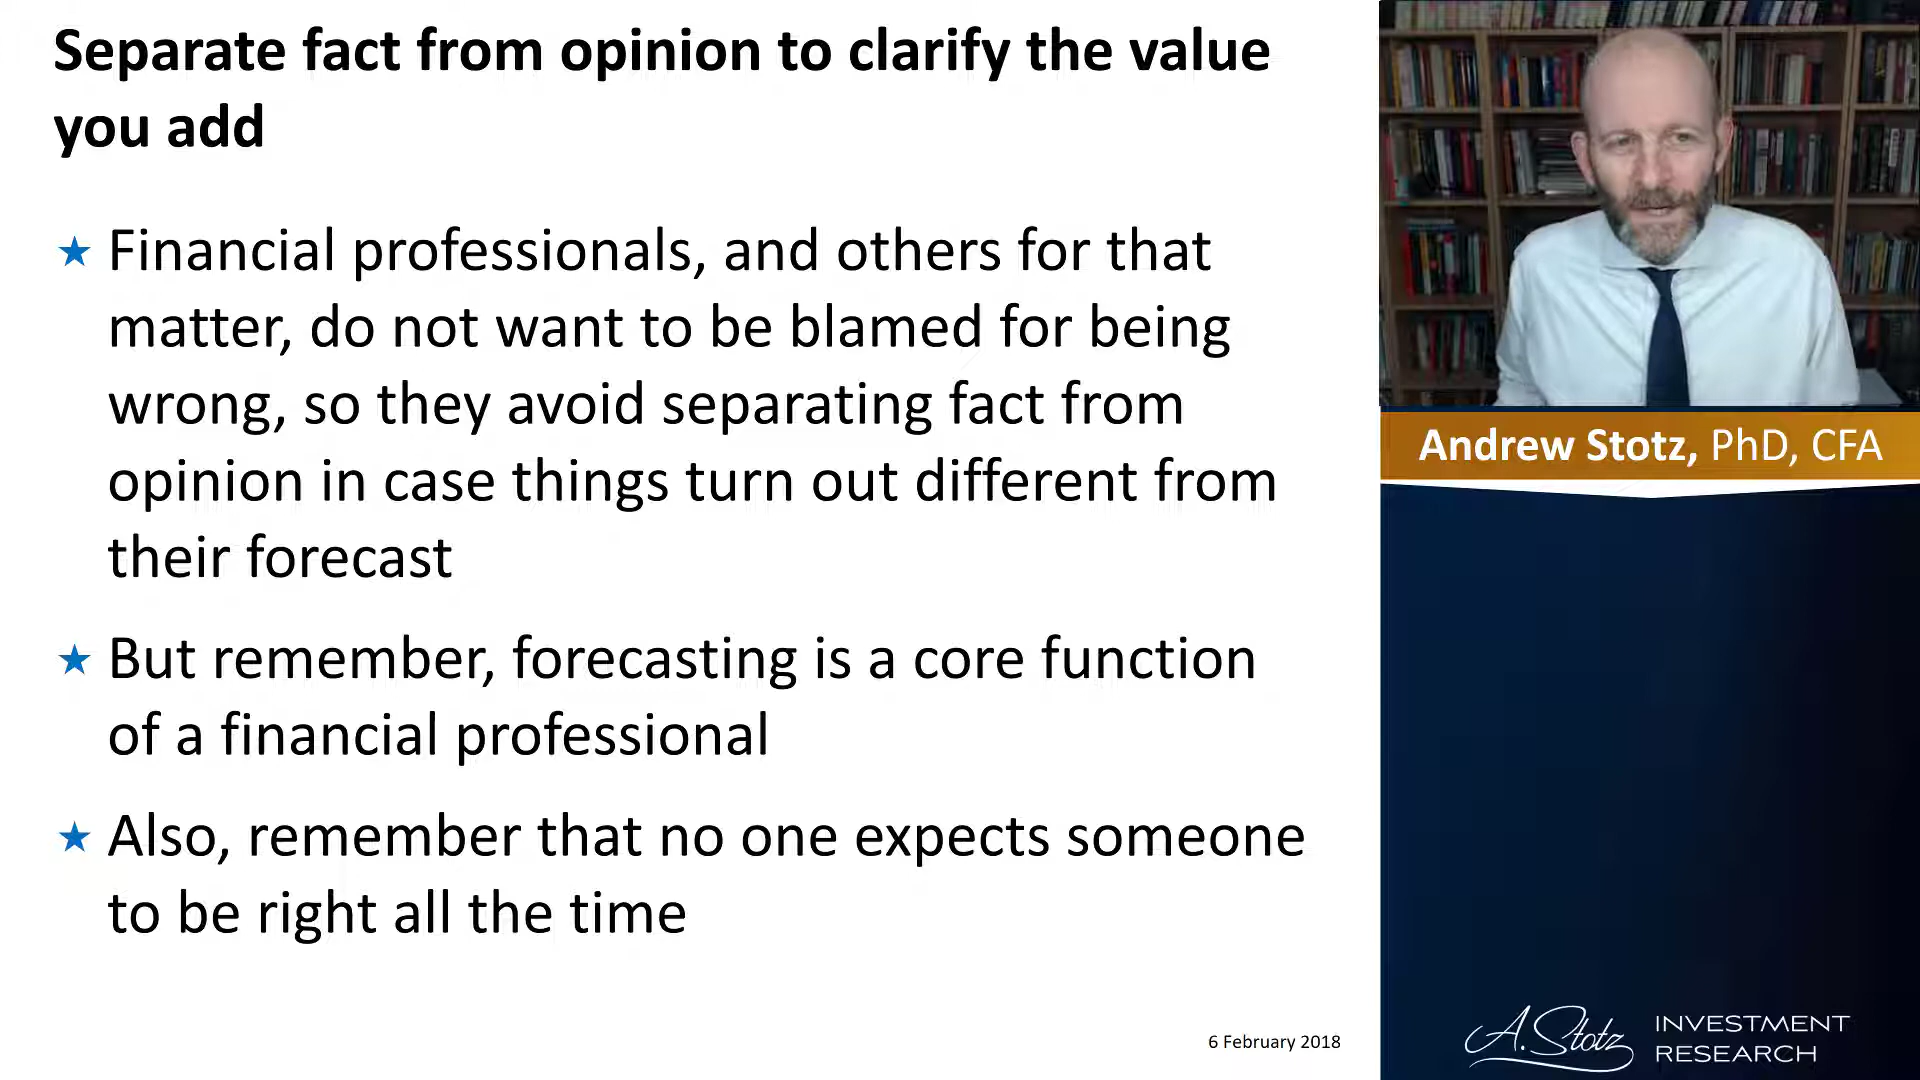 Separate fact from opinion to clarify the value
you add
Financial professionals, and others for that
matter, do not want to be blamed for being
wrong, so they avoid separating fact from
opinion in case things turn out different from
their forecast
But remember, forecasting is a core function
of a financial professional
Also, remember that no one expects someone
to be right all the time
6 February 2018
Andrew Stotz, PhD, CFA
A. Stotz
INVESTMENT
RESEARCH